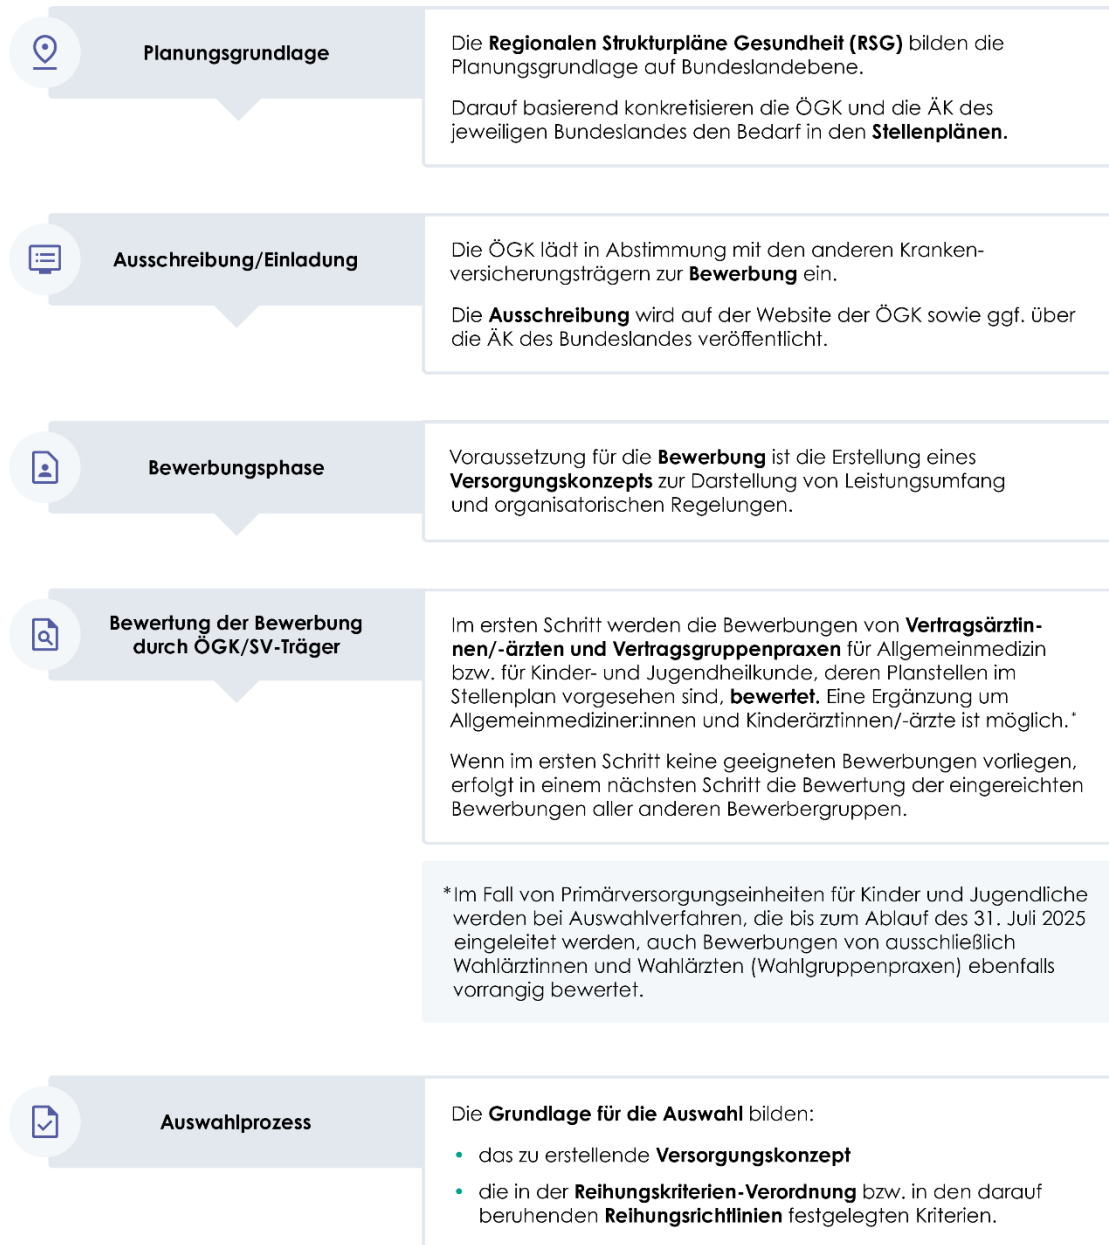 Planungsgrundlage
Die Regionalen Strukturpläne Gesundheit (RSG) bilden die
Planungsgrundlage auf Bundeslandebene.
Darauf basierend konkretisieren die ÖGK und die ÄK des
jeweiligen Bundeslandes den Bedarf in den Stellenplänen.
Ausschreibung/Einladung
Die ÖGK lädt in Abstimmung mit den anderen Kranken-
versicherungsträgern zur Bewerbung ein.
Die Ausschreibung wird auf der Website der ÖGK sowie ggf. über
die ÄK des Bundeslandes veröffentlicht.
Bewerbungsphase
Voraussetzung für die Bewerbung ist die Erstellung eines
Versorgungskonzepts zur Darstellung von Leistungsumfang
und organisatorischen Regelungen.
Bewertung der Bewerbung
durch ÖGK/SV-Träger
Im ersten Schritt werden die Bewerbungen von Vertragsärztin-
nen/-ärzten und Vertragsgruppenpraxen für Allgemeinmedizin
bzw. für Kinder- und Jugendheilkunde, deren Planstellen im
Stellenplan vorgesehen sind, bewertet. Eine Ergänzung um
Allgemeinmediziner:innen und Kinderärztinnen/-ärzte ist möglich.*
Wenn im ersten Schritt keine geeigneten Bewerbungen vorliegen,
erfolgt in einem nächsten Schritt die Bewertung der eingereichten
Bewerbungen aller anderen Bewerbergruppen.
*Im Fall von Primärversorgungseinheiten für Kinder und Jugendliche
werden bei Auswahlverfahren, die bis zum Ablauf des 31. Juli 2025
eingeleitet werden, auch Bewerbungen von ausschließlich
Wahlärztinnen und Wahlärzten (Wahlgruppenpraxen) ebenfalls
vorrangig bewertet.
Auswahlprozess
Die Grundlage für die Auswahl bilden:
• das zu erstellende Versorgungskonzept
• die in der Reihungskriterien-Verordnung bzw. in den darauf
beruhenden Reihungsrichtlinien festgelegten Kriterien.